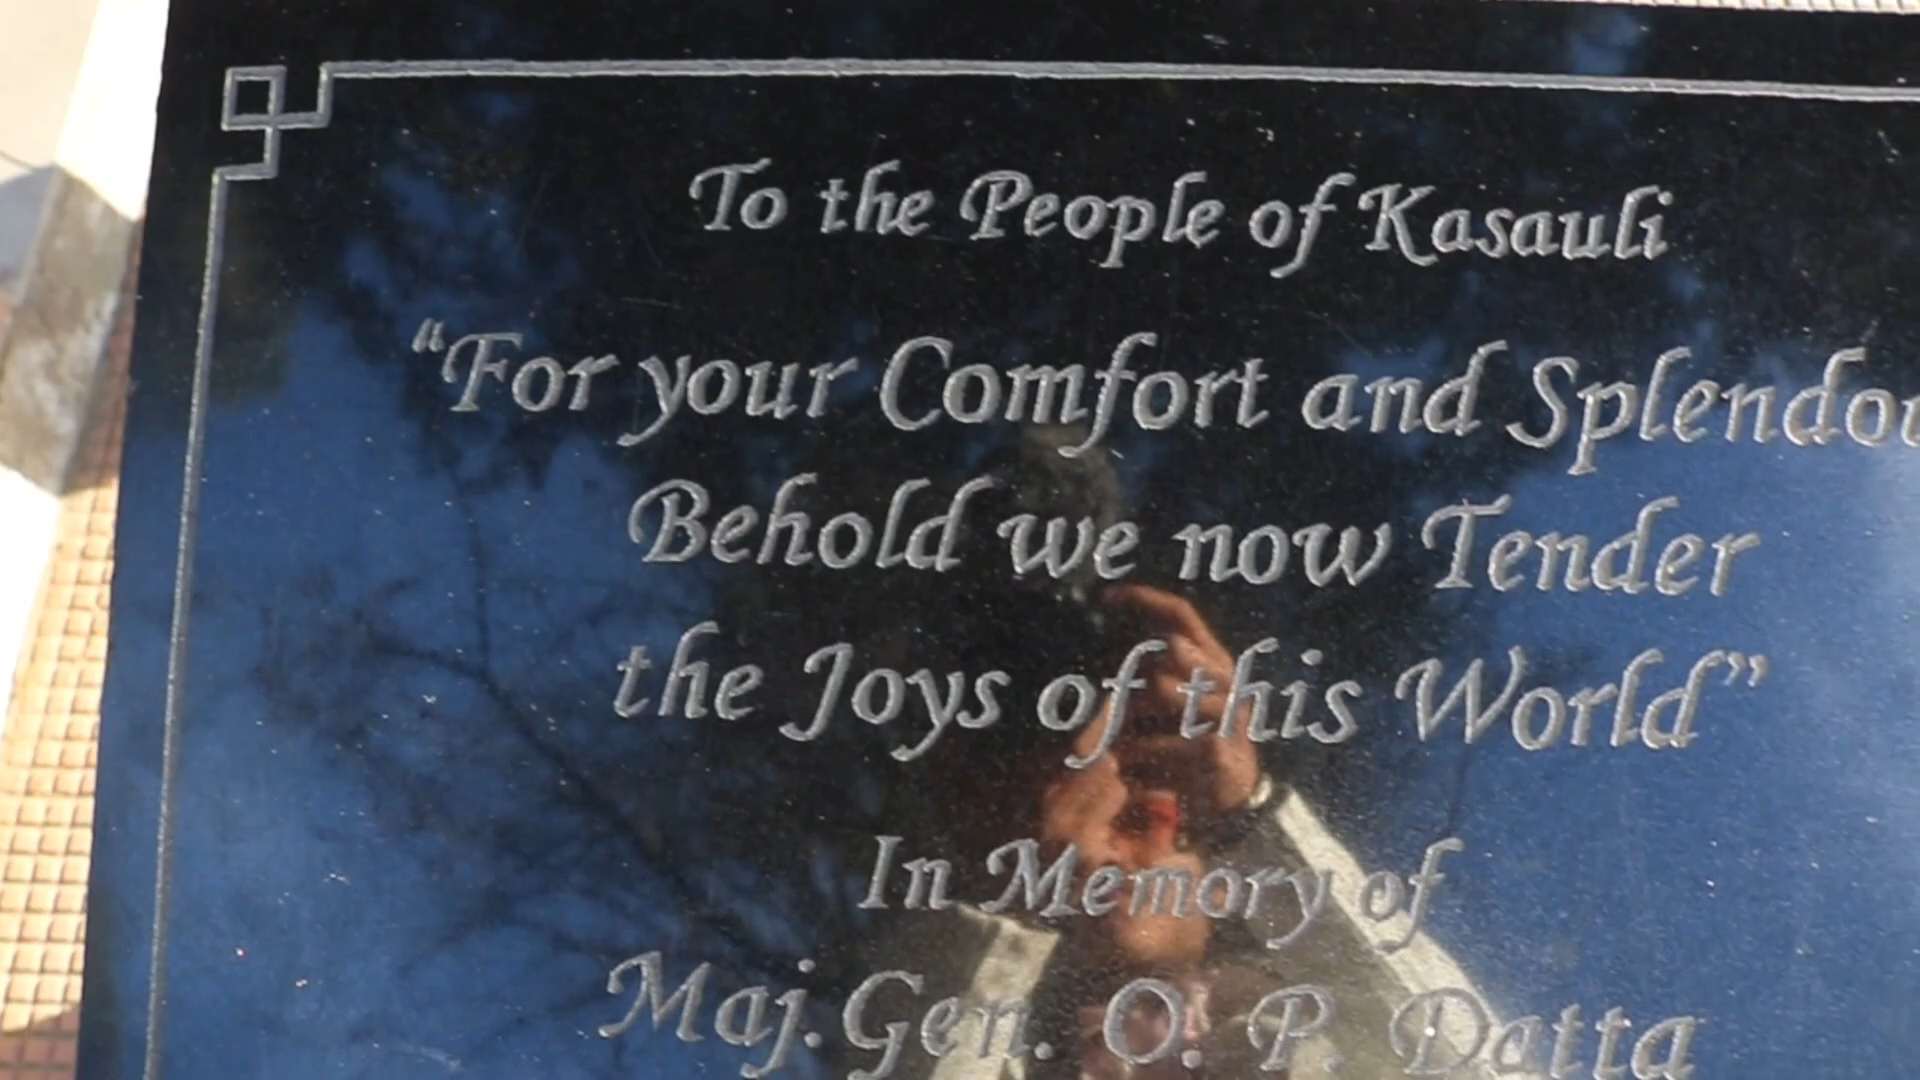 To the People of Kasauli
“For your Comfort and Splendou
Behold we now Tender
the Joys of this World”
In Memory of
Maj.Gen. O. P. Datta